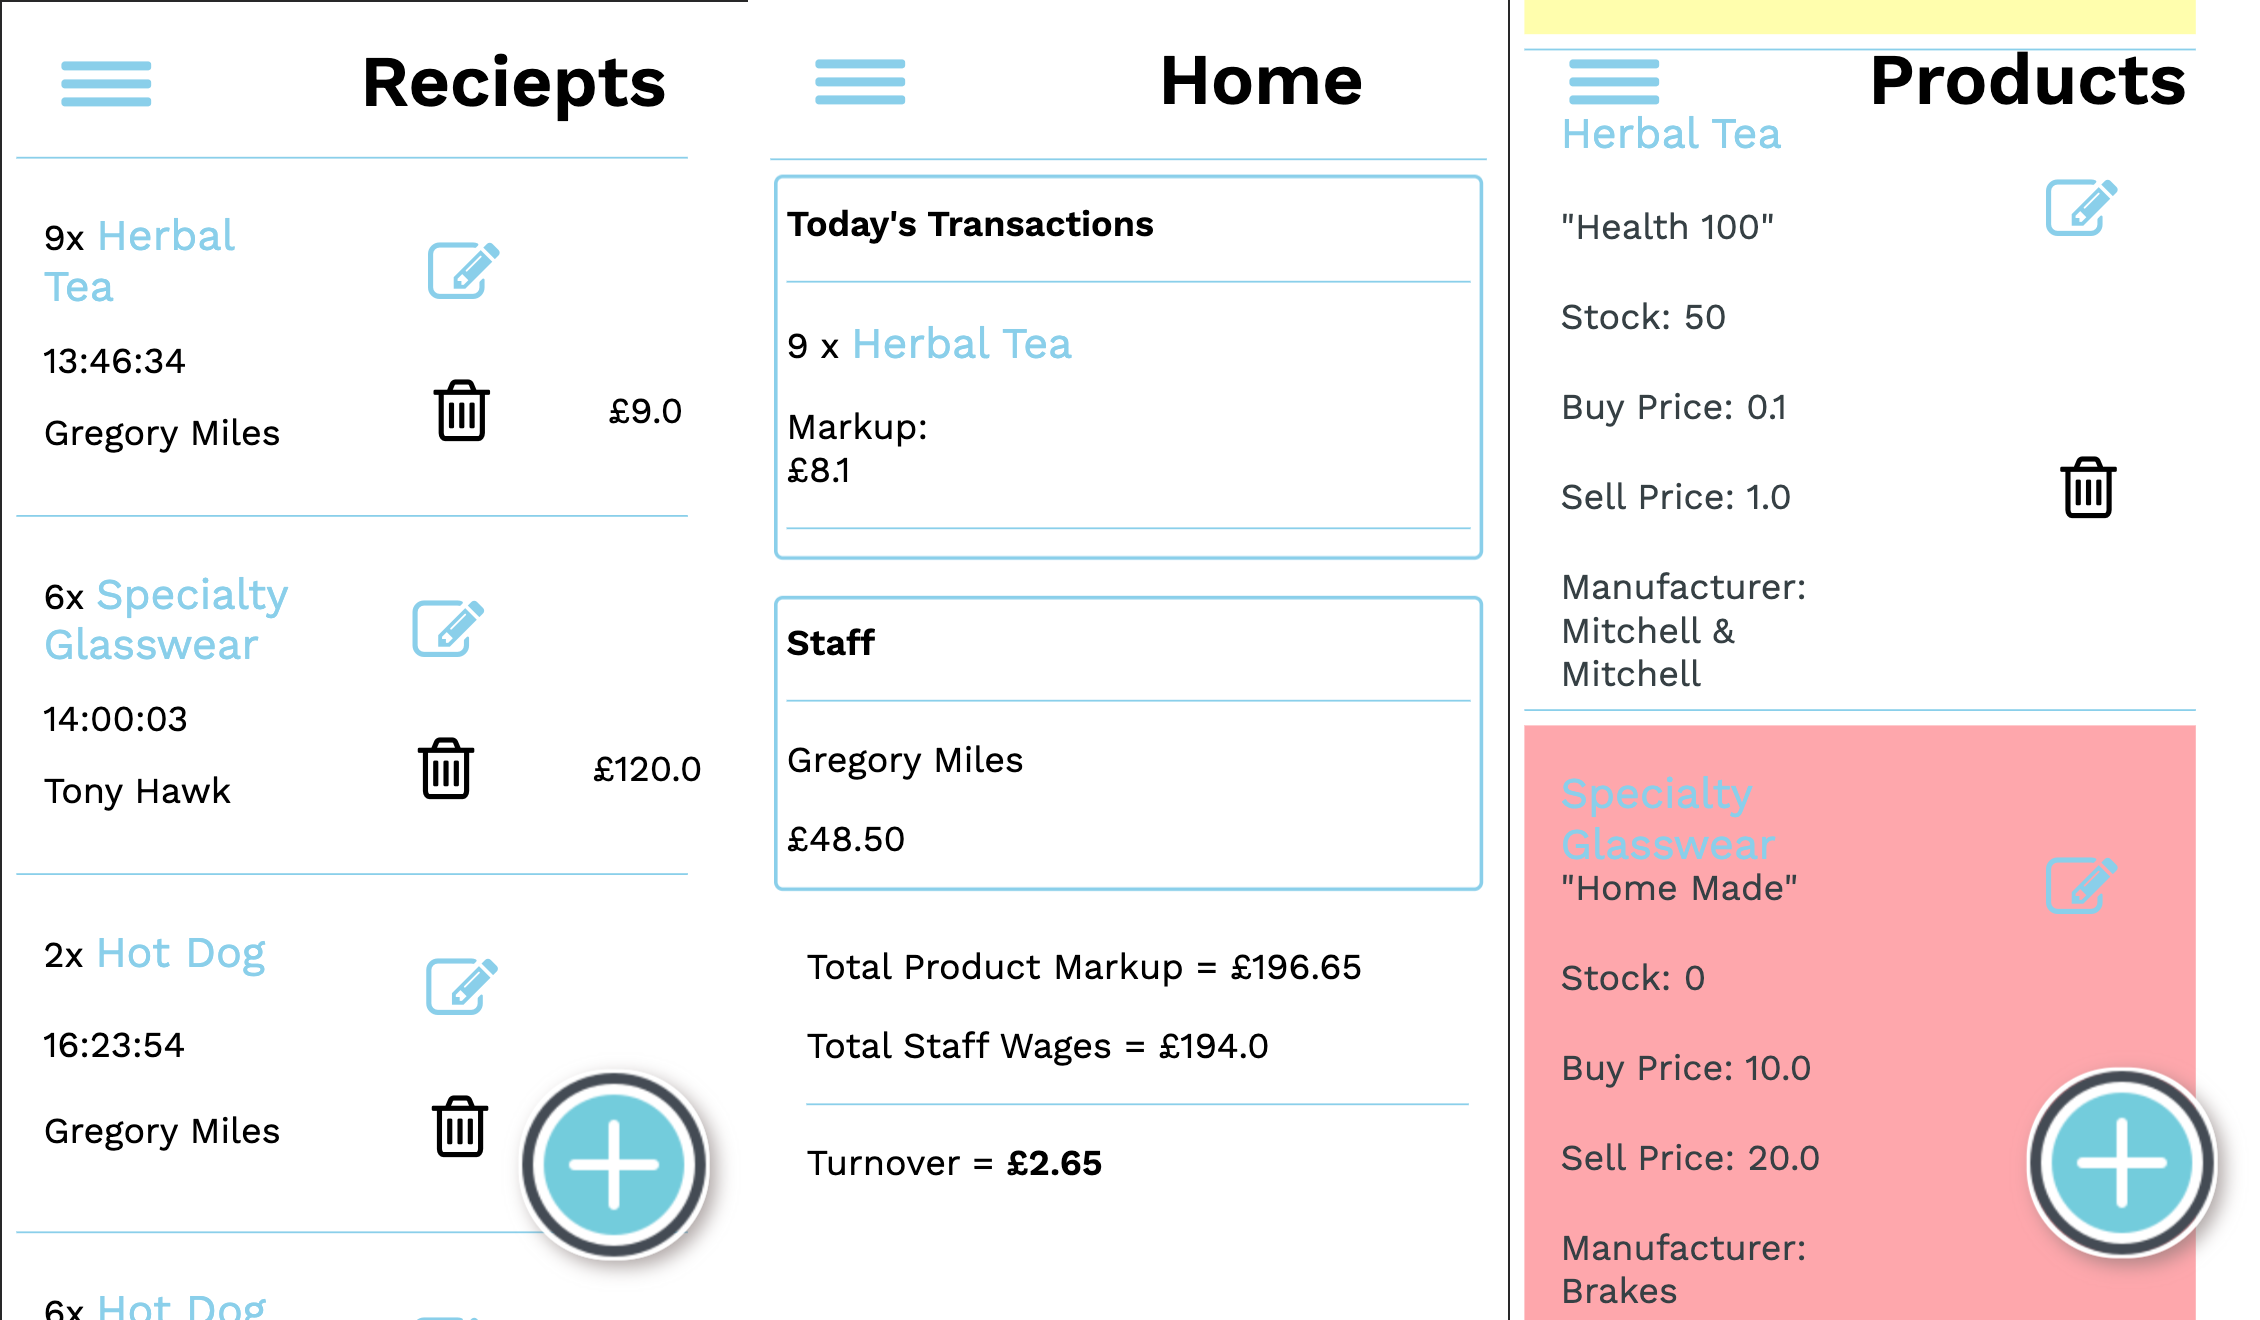 Reciepts
9x Herbal
Tea
13:46:34
£9.0
Gregory Miles
6x Specialty
Glasswear
14:00:03
£120.0
Tony Hawk
2x Hot Dog
16:23:54
Gregory Miles
6x Hot Dog
Home
Today's Transactions
9 x Herbal Tea
Markup:
£8.1
Staff
Gregory Miles
£48.50
Total Product Markup = £196.65
Total Staff Wages = £194.0
Turnover = £2.65
Products
Herbal Tea
"Health 100"
Stock: 50
Buy Price: 0.1
Sell Price: 1.0
Manufacturer:
Mitchell &
Mitchell
Specialty
Glasswear
"Home Made"
Stock: 0
Buy Price: 10.0
Sell Price: 20.0
Manufacturer:
Brakes